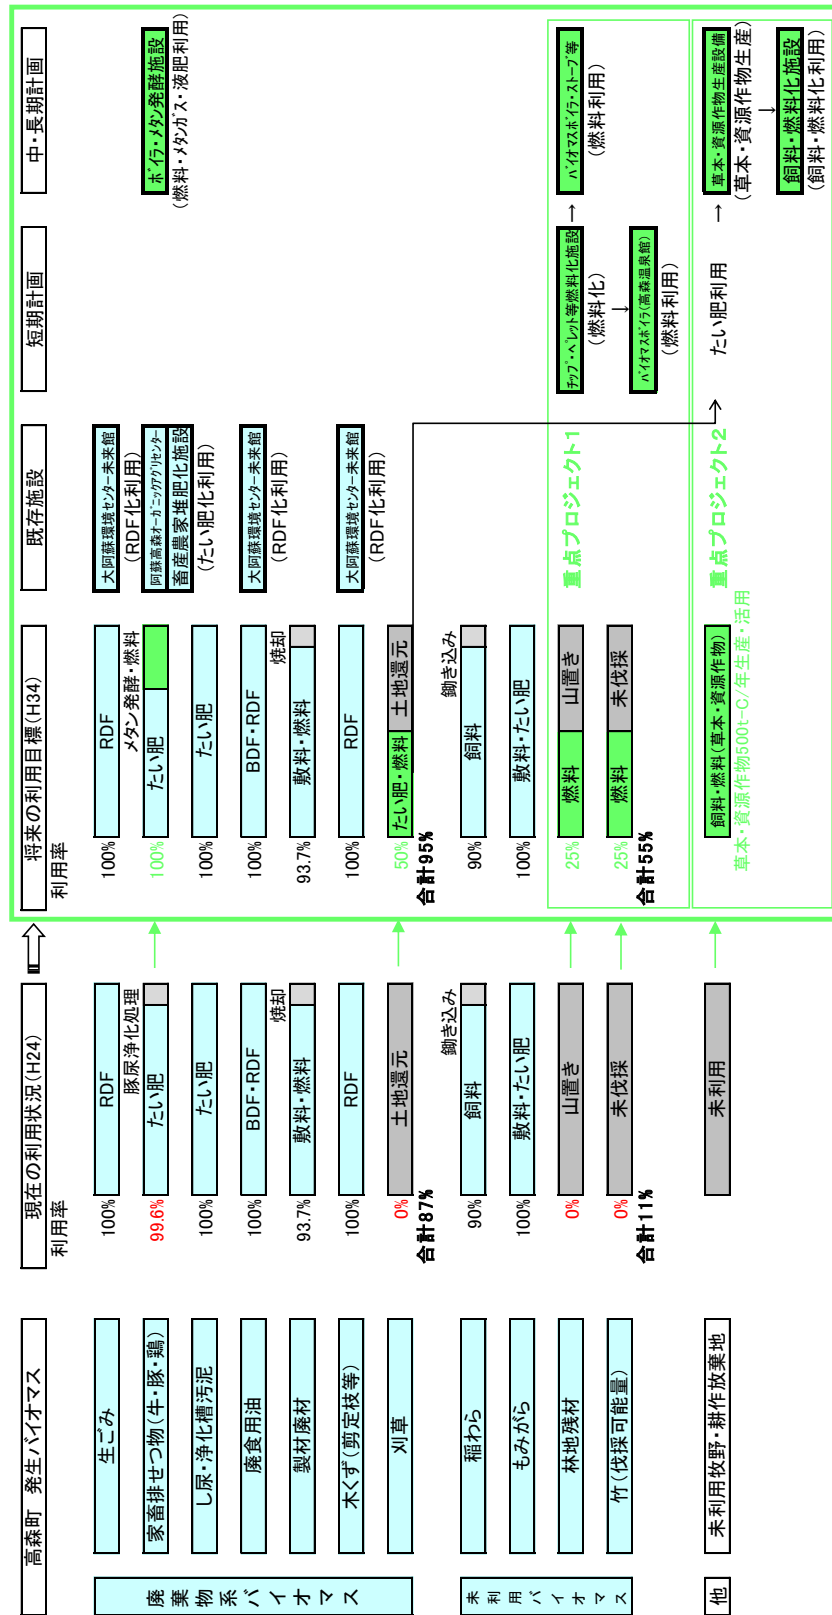 高森町 発生バイオマス
現在の利用状況(H24)
将来の利用目標(H34)
既存施設
短期計画
中・長期計画
利用率
利用率
廃棄物系バイオマス
生ごみ
100%
RDF
100%
RDF
大阿蘇環境センター未来館
(RDF化利用)
家畜排せつ物(牛・豚・鶏)
99.6%
豚尿浄化処理
たい肥
100%
メタン発酵・燃料
たい肥
阿蘇高森オーガニックアグリセンター
畜産農家堆肥化施設
(たい肥化利用)
ボイラ・メタン発酵施設
(燃料・メタンガス・液肥利用)
し尿・浄化槽汚泥
100%
たい肥
100%
たい肥
廃食用油
100%
BDF・RDF
100%
BDF・RDF
大阿蘇環境センター未来館
(RDF化利用)
製材廃材
93.7%
焼却
敷料・燃料
93.7%
焼却
敷料・燃料
木くず(剪定枝等)
100%
RDF
100%
RDF
大阿蘇環境センター未来館
(RDF化利用)
刈草
0%
土地還元
50%
たい肥・燃料
土地還元
合計87%
合計95%
未利用バイオマス
稲わら
90%
鋤き込み
飼料
90%
鋤き込み
飼料
もみがら
100%
敷料・たい肥
100%
敷料・たい肥
林地残材
0%
山置き
25%
燃料
山置き
重点プロジェクト1
チップ・ペレット等燃料化施設
(燃料化)
→
バイオマスボイラ・ストーブ等
(燃料利用)
→
竹(伐採可能量)
0%
未伐採
25%
燃料
未伐採
バイオマスボイラ(高森温泉館)
(燃料利用)
合計11%
合計55%
他
未利用牧野・耕作放棄地
未利用
飼料・燃料(草本・資源作物)
草本・資源作物500t-C/年生産・活用
重点プロジェクト2
→
たい肥利用
→
草本・資源作物生産設備
(草本・資源作物生産)
→
飼料・燃料化施設
(飼料・燃料化利用)